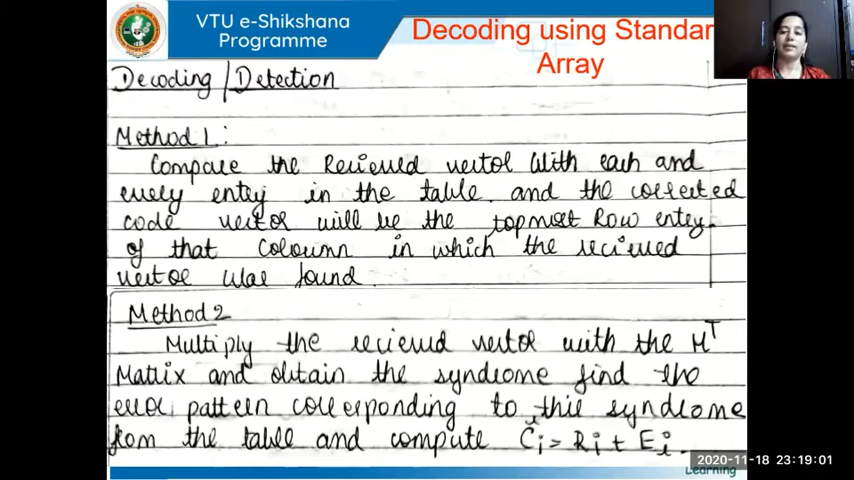 VTU e-Shikshana
Programme
Decoding using Standar
Array
Decoding/Detection
Method 1:
Compare the Recieved vector with each and
every entry in the table. and the corrected
code vector will be the topmost Row entry.
of that coloumn in which the recieved
vector was found.
Method 2
Multiply the recieved vector with the Hᵀ
Matrix and obtain the syndrome find the
error pattern corresponding to this syndrome
from the table and compute Ĉi = Ri + Ei.
2020-11-18 23:19:01
Learning